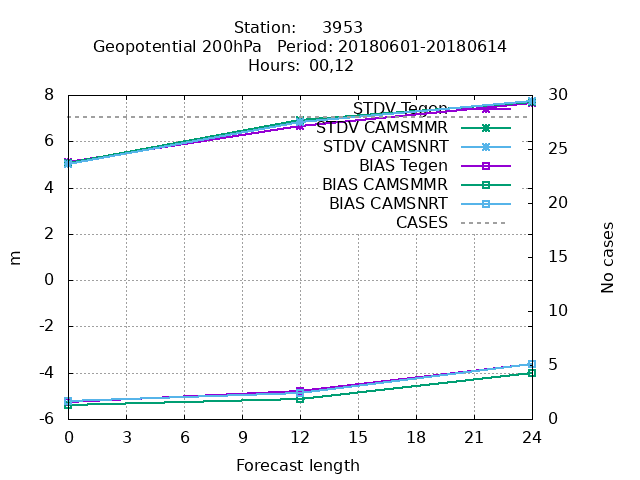 Station: 3953
Geopotential 200hPa Period: 20180601-20180614
Hours: 00,12
8 30
STDV Tegen
STDV CAMSMMR
6 25
STDV CAMSNRT
BIAS Tegen
4
BIAS CAMSMMR
20
BIAS CAMSNRT
CASES
2
15
m No cases
0
10
-2
5
-4
-6 0
0 3 6 9 12 15 18 21 24
Forecast length